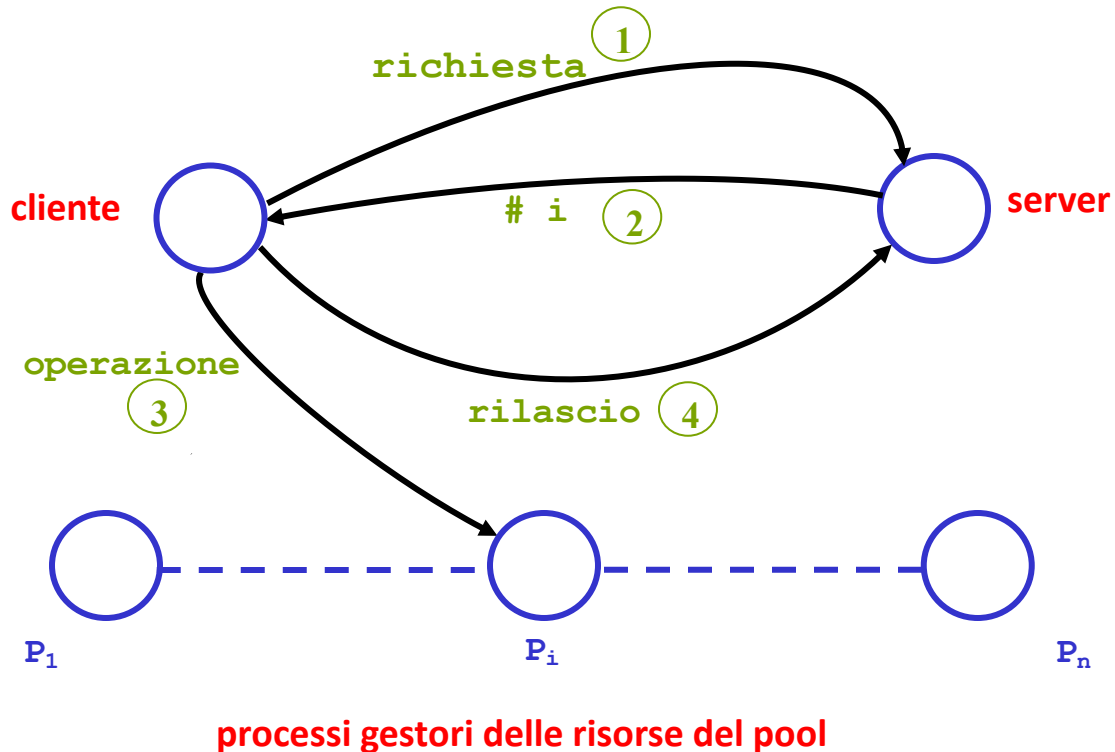 1
richiesta
cliente
# i 2
server
operazione
3
rilascio 4
P1
Pi
Pn
processi gestori delle risorse del pool